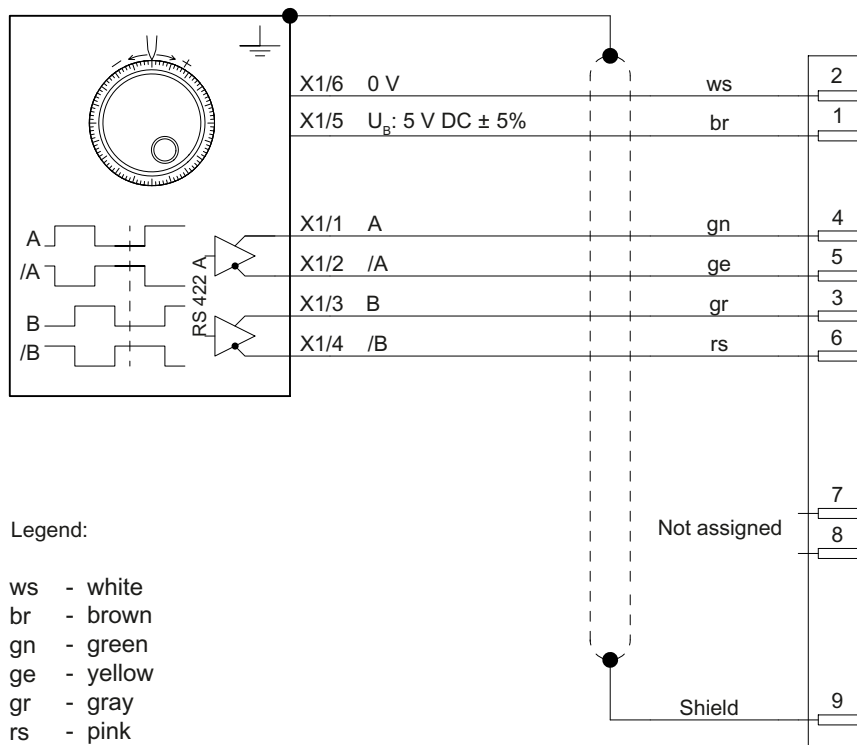 - +
X1/6 0 V ws 2
X1/5 U_B: 5 V DC ± 5% br 1
A X1/1 A gn 4
/A X1/2 /A ge 5
RS 422 A
B X1/3 B gr 3
/B X1/4 /B rs 6
7
Not assigned
8
Shield 9
Legend:
ws - white
br - brown
gn - green
ge - yellow
gr - gray
rs - pink